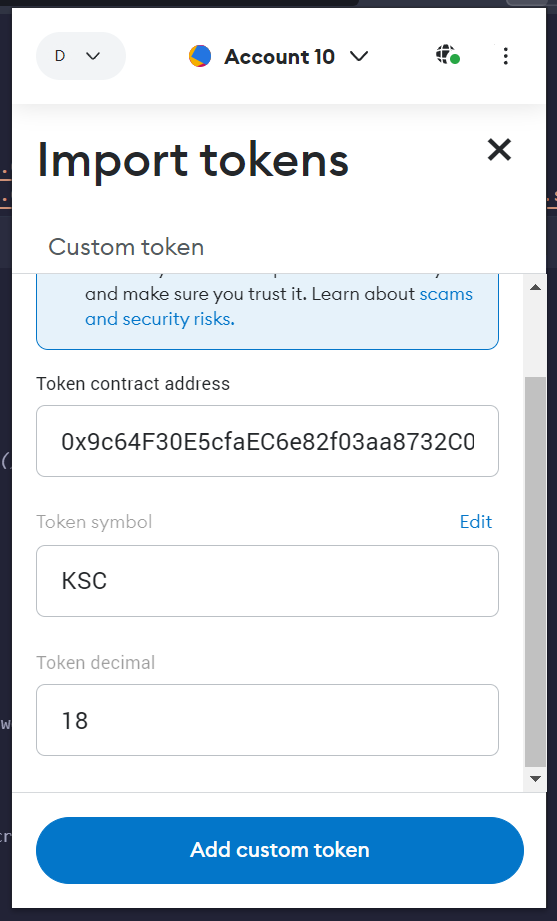 D
Account 10
Import tokens
Custom token
and make sure you trust it. Learn about scams
and security risks.
Token contract address
0x9c64F30E5cfaEC6e82f03aa8732C0
Token symbol
Edit
KSC
Token decimal
18
Add custom token